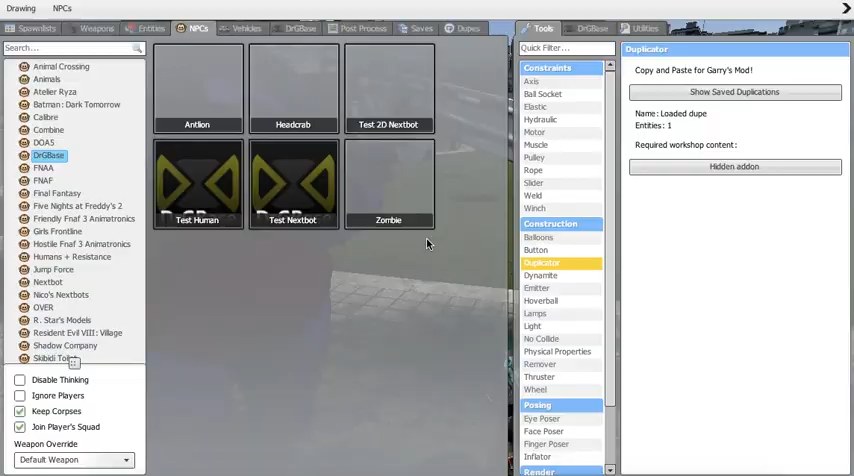 Drawing NPCs
Spawnlists Weapons Entities NPCs Vehicles DrGBase Post Process Saves Dupes
Search...
Animal Crossing
Animals
Atelier Ryza
Batman: Dark Tomorrow
Calibre
Combine
DOA5
DrGBase
FNAA
FNAF
Final Fantasy
Five Nights at Freddy's 2
Friendly Fnaf 3 Animatronics
Girls Frontline
Hostile Fnaf 3 Animatronics
Humans + Resistance
Jump Force
Nextbot
Nico's Nextbots
OVER
R. Star's Models
Resident Evil VIII: Village
Shadow Company
Skibidi
Disable Thinking
Ignore Players
Keep Corpses
Join Player's Squad
Weapon Override
Default Weapon
Antlion Headcrab Test 2D Nextbot
Test Human Test Nextbot Zombie
Tools DrGBase Utilities
Quick Filter...
Constraints
Axis
Ball Socket
Elastic
Hydraulic
Motor
Muscle
Pulley
Rope
Slider
Weld
Winch
Construction
Balloons
Button
Duplicator
Dynamite
Emitter
Hoverball
Lamps
Light
No Collide
Physical Properties
Remover
Thruster
Wheel
Posing
Eye Poser
Face Poser
Finger Poser
Inflator
Render
Duplicator
Copy and Paste for Garry's Mod!
Show Saved Duplications
Name: Loaded dupe
Entities: 1
Required workshop content:
Hidden addon